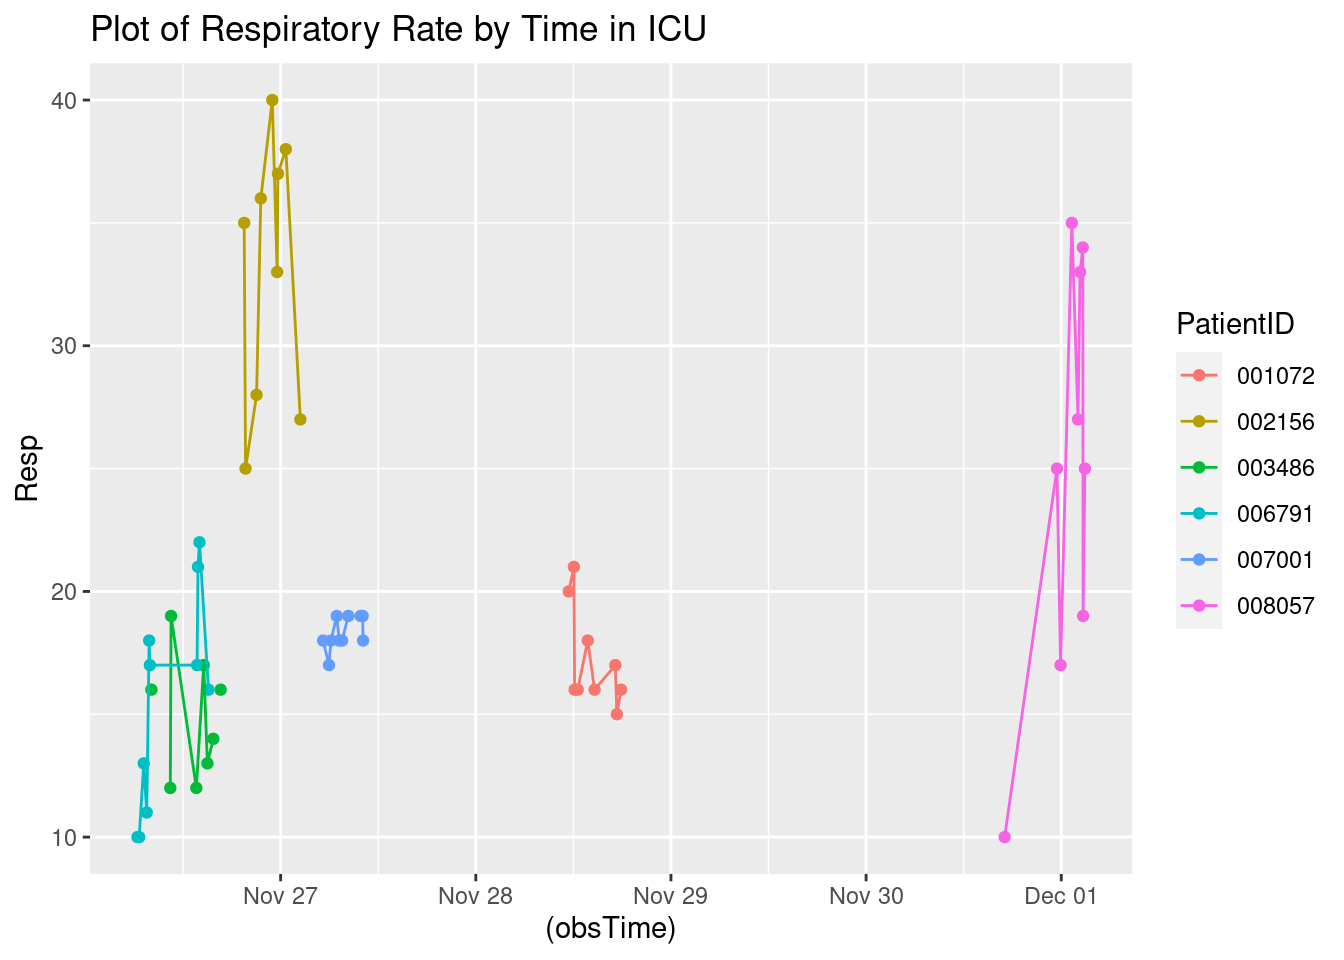 Plot of Respiratory Rate by Time in ICU
40
30
20
10
Resp
Nov 27
Nov 28
Nov 29
Nov 30
Dec 01
(obsTime)
PatientID
001072
002156
003486
006791
007001
008057